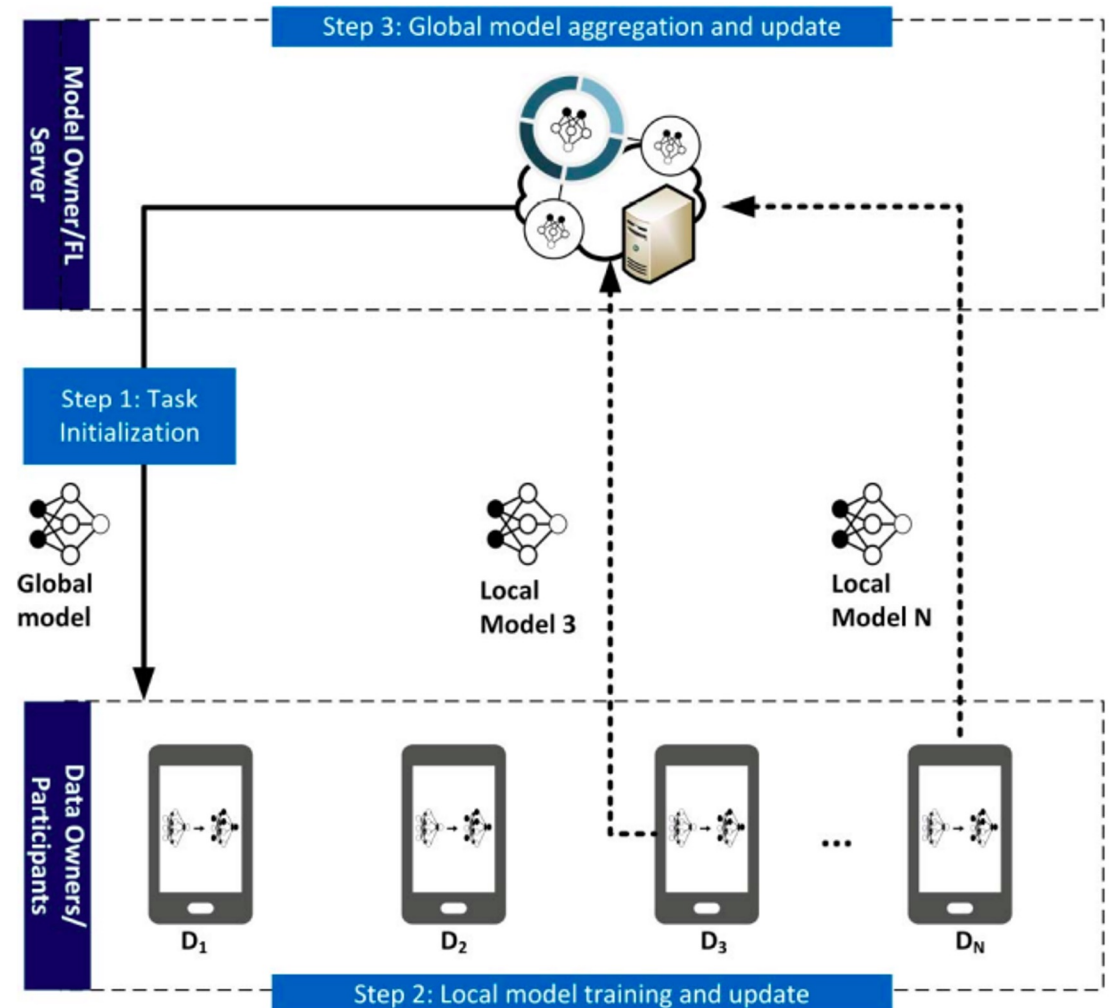 Step 3: Global model aggregation and update
Model Owner/FL
Server
Step 1: Task
Initialization
Global
model
Local
Model 3
Local
Model N
Data Owners/
Participants
...
D₁
D₂
D₃
D_N
Step 2: Local model training and update